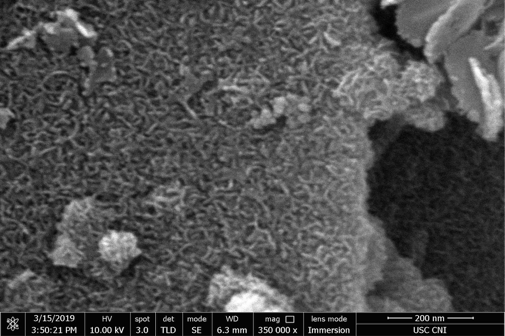 3/15/2019 HV spot det mode WD mag lens mode 200 nm
3:50:21 PM 10.00 kV 3.0 TLD SE 6.3 mm 350 000 x Immersion USC CNI